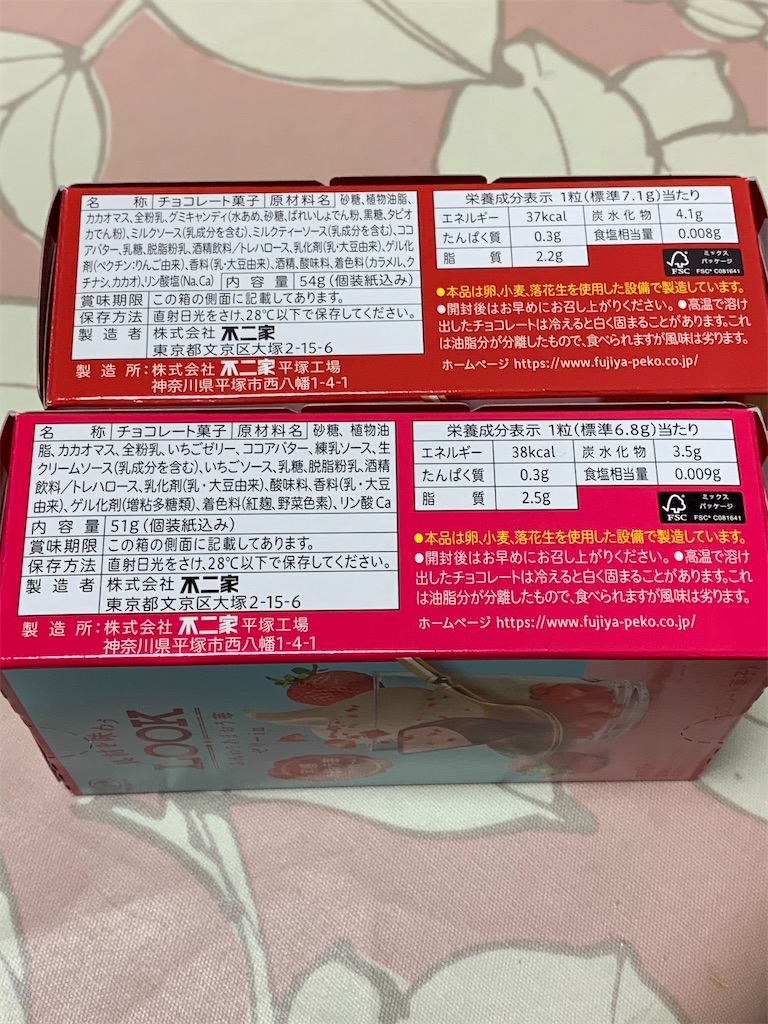 名 称 チョコレート菓子 原材料名 砂糖、植物油脂、
カカオマス、全粉乳、グミキャンディ(水あめ、砂糖、ばれいしょでん粉、黒糖、タピオ
カでん粉)、ミルクソース(乳成分を含む)、ミルクティーソース(乳成分を含む)、ココ
アバター、乳糖、脱脂粉乳、酒精飲料/トレハロース、乳化剤(乳・大豆由来)、ゲル化
剤(ペクチン:りんご由来)、香料(乳・大豆由来)、酒精、酸味料、着色料(カラメル、ク
チナシ、カカオ)、リン酸塩(Na,Ca) 内 容 量 54g(個装紙込み)
賞味期限 この箱の側面に記載してあります。
保存方法 直射日光をさけ、28℃以下で保存してください。
製 造 者 株式会社 不二家
東京都文京区大塚2-15-6
製 造 所:株式会社 不二家 平塚工場
神奈川県平塚市西八幡1-4-1
栄養成分表示 1粒(標準7.1g)当たり
エネルギー 37kcal 炭水化物 4.1g
たんぱく質 0.3g 食塩相当量 0.008g
脂 質 2.2g
FSC ミックス パッケージ FSC® C081641
●本品は卵、小麦、落花生を使用した設備で製造しています。
●開封後はお早めにお召し上がりください。●高温で溶け
出したチョコレートは冷えると白く固まることがあります。これ
は油脂分が分離したもので、食べられますが風味は劣ります。
ホームページ https://www.fujiya-peko.co.jp/
名 称 チョコレート菓子 原材料名 砂糖、植物油
脂、カカオマス、全粉乳、いちごゼリー、ココアバター、練乳ソース、生
クリームソース(乳成分を含む)、いちごソース、乳糖、脱脂粉乳、酒精
飲料/トレハロース、乳化剤(乳・大豆由来)、酸味料、香料(乳・大豆
由来)、ゲル化剤(増粘多糖類)、着色料(紅麹、野菜色素)、リン酸Ca
内 容 量 51g(個装紙込み)
賞味期限 この箱の側面に記載してあります。
保存方法 直射日光をさけ、28℃以下で保存してください。
製 造 者 株式会社 不二家
東京都文京区大塚2-15-6
製 造 所:株式会社 不二家 平塚工場
神奈川県平塚市西八幡1-4-1
栄養成分表示 1粒(標準6.8g)当たり
エネルギー 38kcal 炭水化物 3.5g
たんぱく質 0.3g 食塩相当量 0.009g
脂 質 2.5g
FSC ミックス パッケージ FSC® C081641
●本品は卵、小麦、落花生を使用した設備で製造しています。
●開封後はお早めにお召し上がりください。●高温で溶け
出したチョコレートは冷えると白く固まることがあります。これ
は油脂分が分離したもので、食べられますが風味は劣ります。
ホームページ https://www.fujiya-peko.co.jp/
LOOK